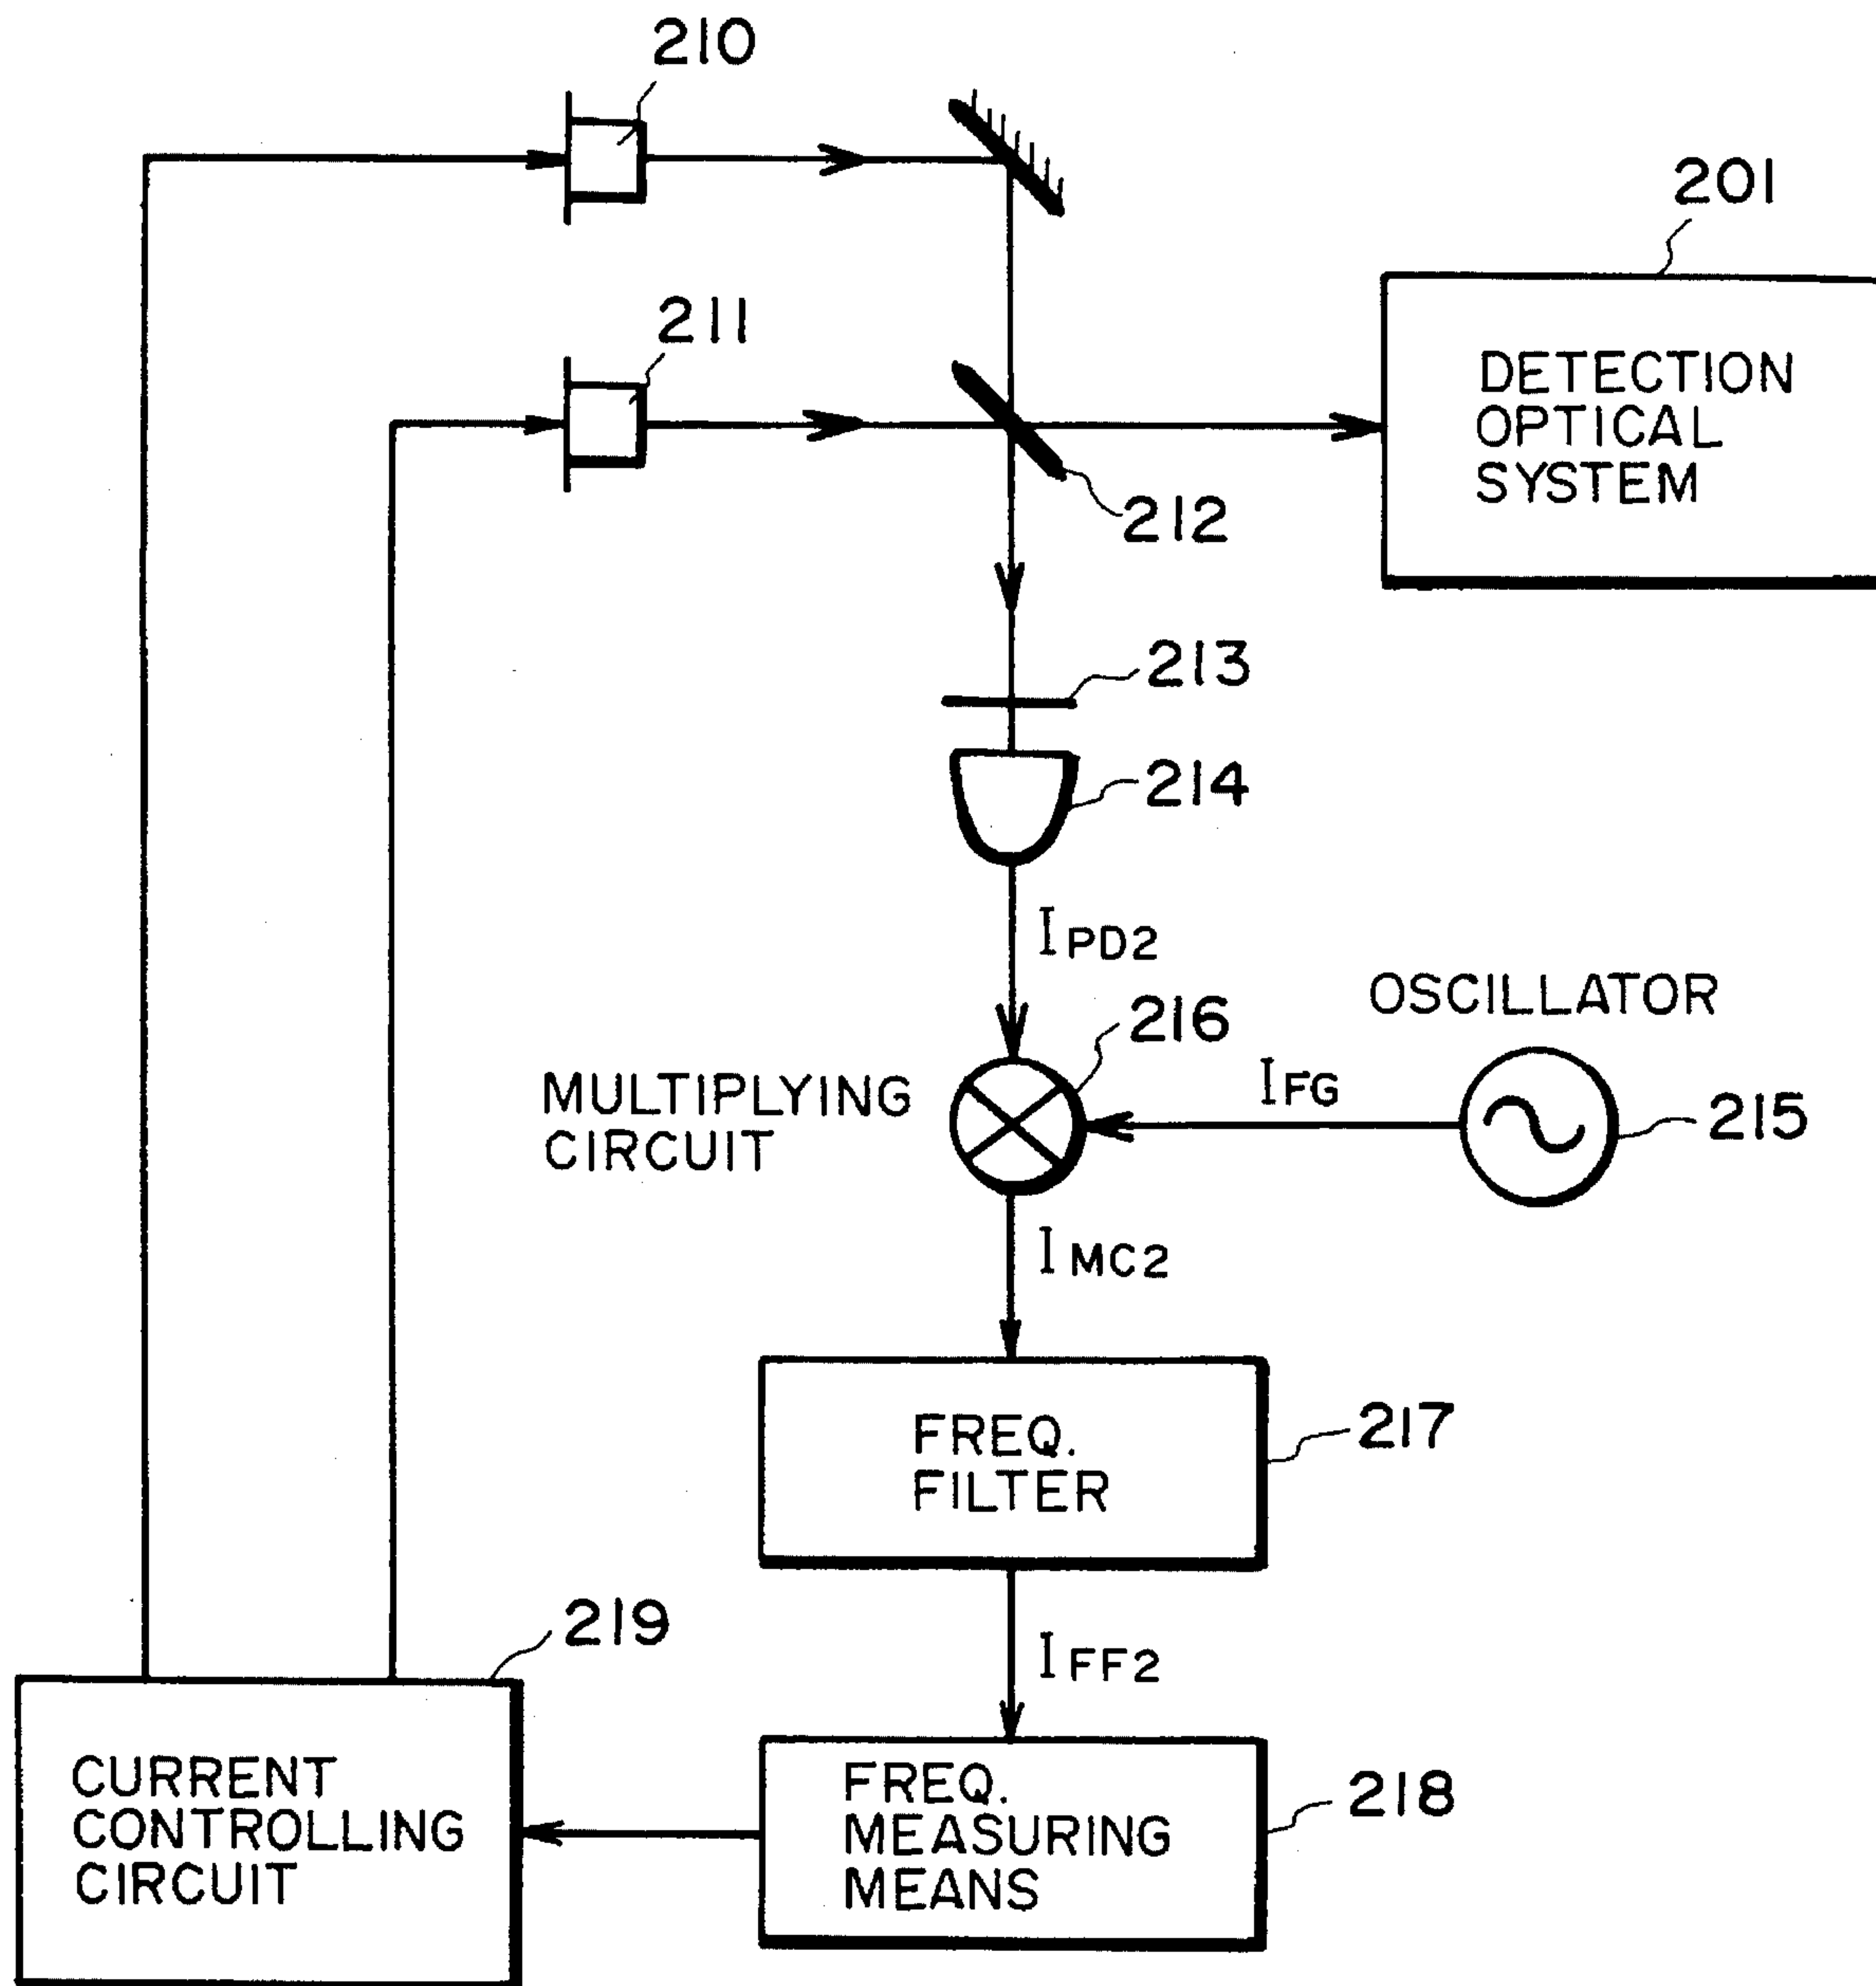 210
201
211
DETECTION
OPTICAL
SYSTEM
212
213
214
IPD2
OSCILLATOR
216
MULTIPLYING
CIRCUIT
IFG
215
IMC2
FREQ.
FILTER
217
219
IFF2
CURRENT
CONTROLLING
CIRCUIT
FREQ.
MEASURING
MEANS
218